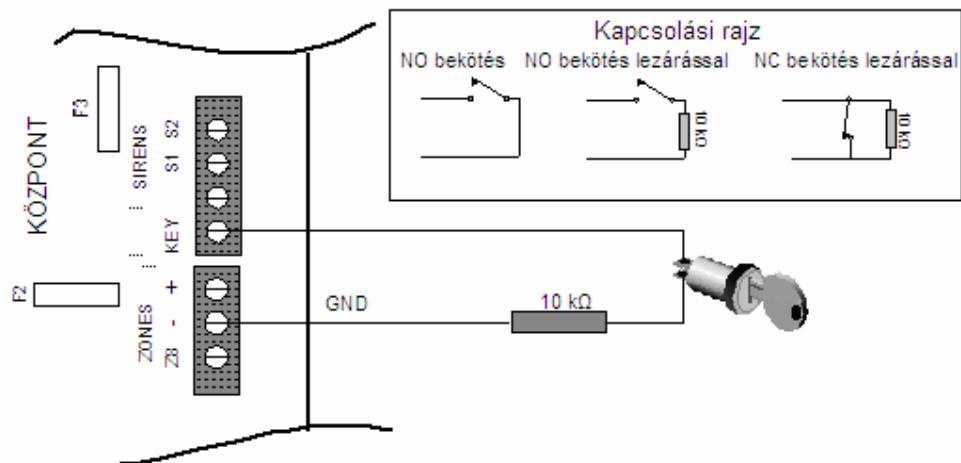 Kapcsolási rajz
NO bekötés NO bekötés lezárással NC bekötés lezárással
10 kΩ
10 kΩ
KÖZPONT
F3
F2
SIRENS
S2
S1
KEY
ZONES
+
-
Z8
GND
10 kΩ